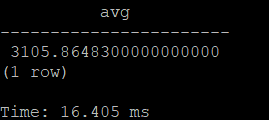 avg
-----------------------
3105.8648300000000000
(1 row)
Time: 16.405 ms